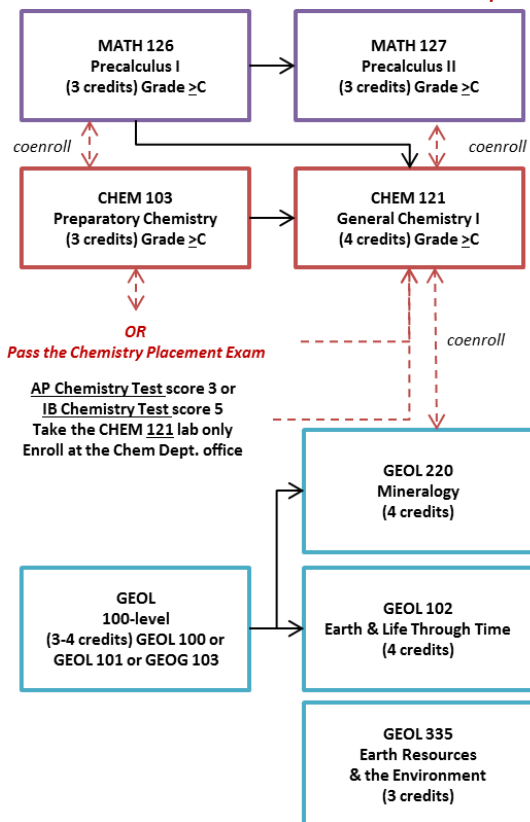 MATH 126
Precalculus I
(3 credits) Grade >C
MATH 127
Precalculus II
(3 credits) Grade >C
coenroll
coenroll
CHEM 103
Preparatory Chemistry
(3 credits) Grade >C
CHEM 121
General Chemistry I
(4 credits) Grade >C
OR
Pass the Chemistry Placement Exam
coenroll
AP Chemistry Test score 3 or
IB Chemistry Test score 5
Take the CHEM 121 lab only
Enroll at the Chem Dept. office
GEOL 220
Mineralogy
(4 credits)
GEOL
100-level
(3-4 credits) GEOL 100 or
GEOL 101 or GEOG 103
GEOL 102
Earth & Life Through Time
(4 credits)
GEOL 335
Earth Resources
& the Environment
(3 credits)